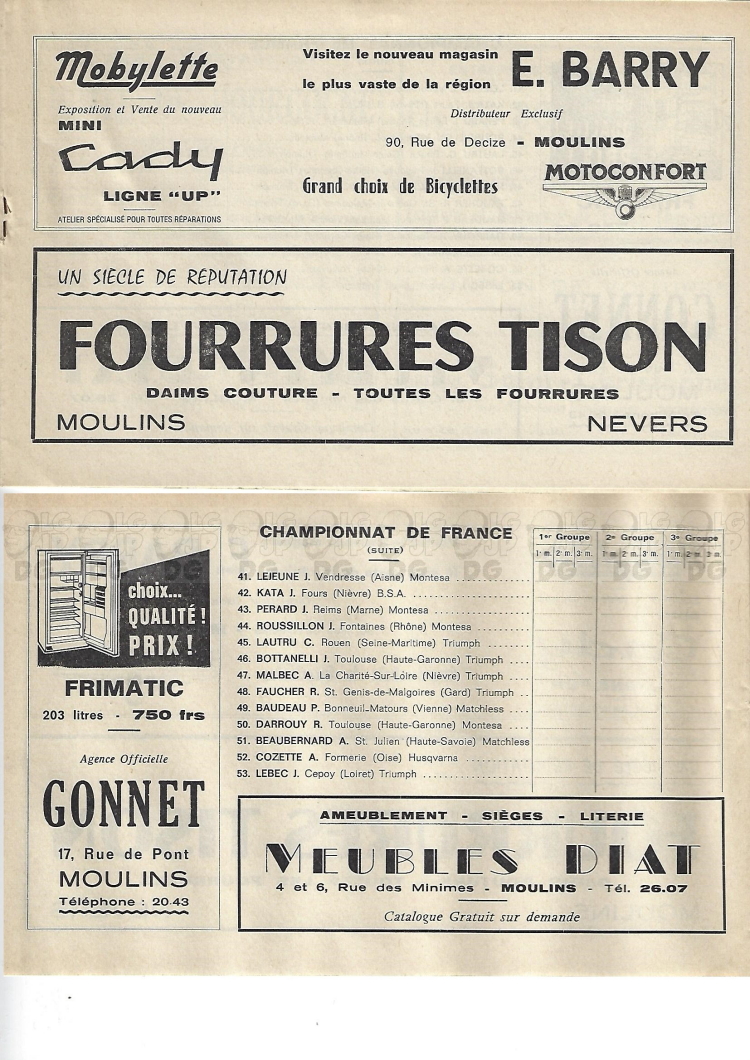 Mobylette
Exposition et Vente du nouveau
MINI
Cady
LIGNE "UP"
ATELIER SPÉCIALISÉ POUR TOUTES RÉPARATIONS
Visitez le nouveau magasin
le plus vaste de la région
E. BARRY
Distributeur Exclusif
90, Rue de Decize - MOULINS
Grand choix de Bicyclettes
MOTOCONFORT
UN SIÈCLE DE RÉPUTATION
FOURRURES TISON
DAIMS COUTURE - TOUTES LES FOURRURES
MOULINS NEVERS
choix...
QUALITÉ !
PRIX !
FRIMATIC
203 litres - 750 frs
Agence Officielle
GONNET
17, Rue de Pont
MOULINS
Téléphone : 20-43
CHAMPIONNAT DE FRANCE
(SUITE)
1er Groupe 2e Groupe 3e Groupe
1e m. 2e m. 3e m. 1e m. 2e m. 3e m. 1e m. 2e m. 3e m.
41. LEJEUNE J. Vendresse (Aisne) Montesa
42. KATA J. Fours (Nièvre) B.S.A.
43. PERARD J. Reims (Marne) Montesa
44. ROUSSILLON J. Fontaines (Rhône) Montesa
45. LAUTRU C. Rouen (Seine-Maritime) Triumph
46. BOTTANELLI J. Toulouse (Haute-Garonne) Triumph
47. MALBEC A. La Charité-Sur-Loire (Nièvre) Triumph
48. FAUCHER R. St. Genis-de-Malgoires (Gard) Triumph
49. BAUDEAU P. Bonneuil-Matours (Vienne) Matchless
50. DARROUY R. Toulouse (Haute-Garonne) Montesa
51. BEAUBERNARD A. St. Julien (Haute-Savoie) Matchless
52. COZETTE A. Formerie (Oise) Husqvarna
53. LEBEC J. Cepoy (Loiret) Triumph
AMEUBLEMENT - SIÈGES - LITERIE
MEUBLES DIAT
4 et 6, Rue des Minimes - MOULINS - Tél. 26.07
Catalogue Gratuit sur demande